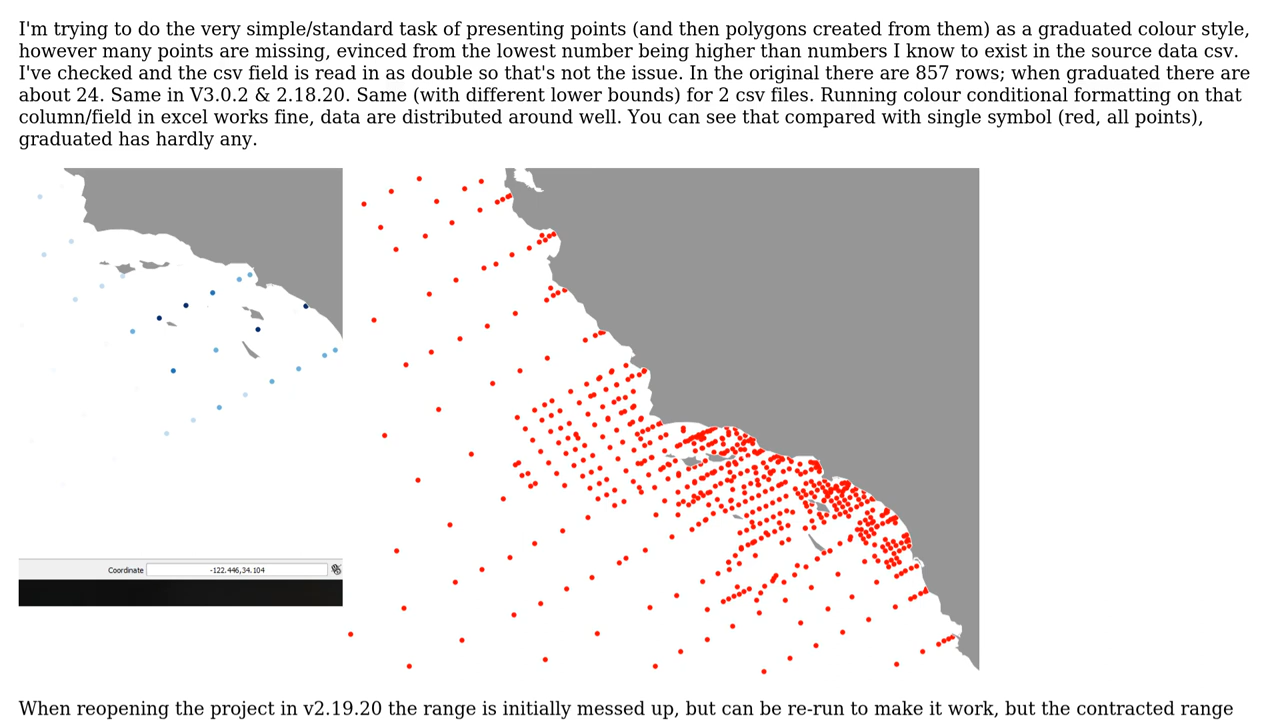 I'm trying to do the very simple/standard task of presenting points (and then polygons created from them) as a graduated colour style,
however many points are missing, evinced from the lowest number being higher than numbers I know to exist in the source data csv.
I've checked and the csv field is read in as double so that's not the issue. In the original there are 857 rows; when graduated there are
about 24. Same in V3.0.2 & 2.18.20. Same (with different lower bounds) for 2 csv files. Running colour conditional formatting on that
column/field in excel works fine, data are distributed around well. You can see that compared with single symbol (red, all points),
graduated has hardly any.
Coordinate -122.446,34.104
When reopening the project in v2.19.20 the range is initially messed up, but can be re-run to make it work, but the contracted range